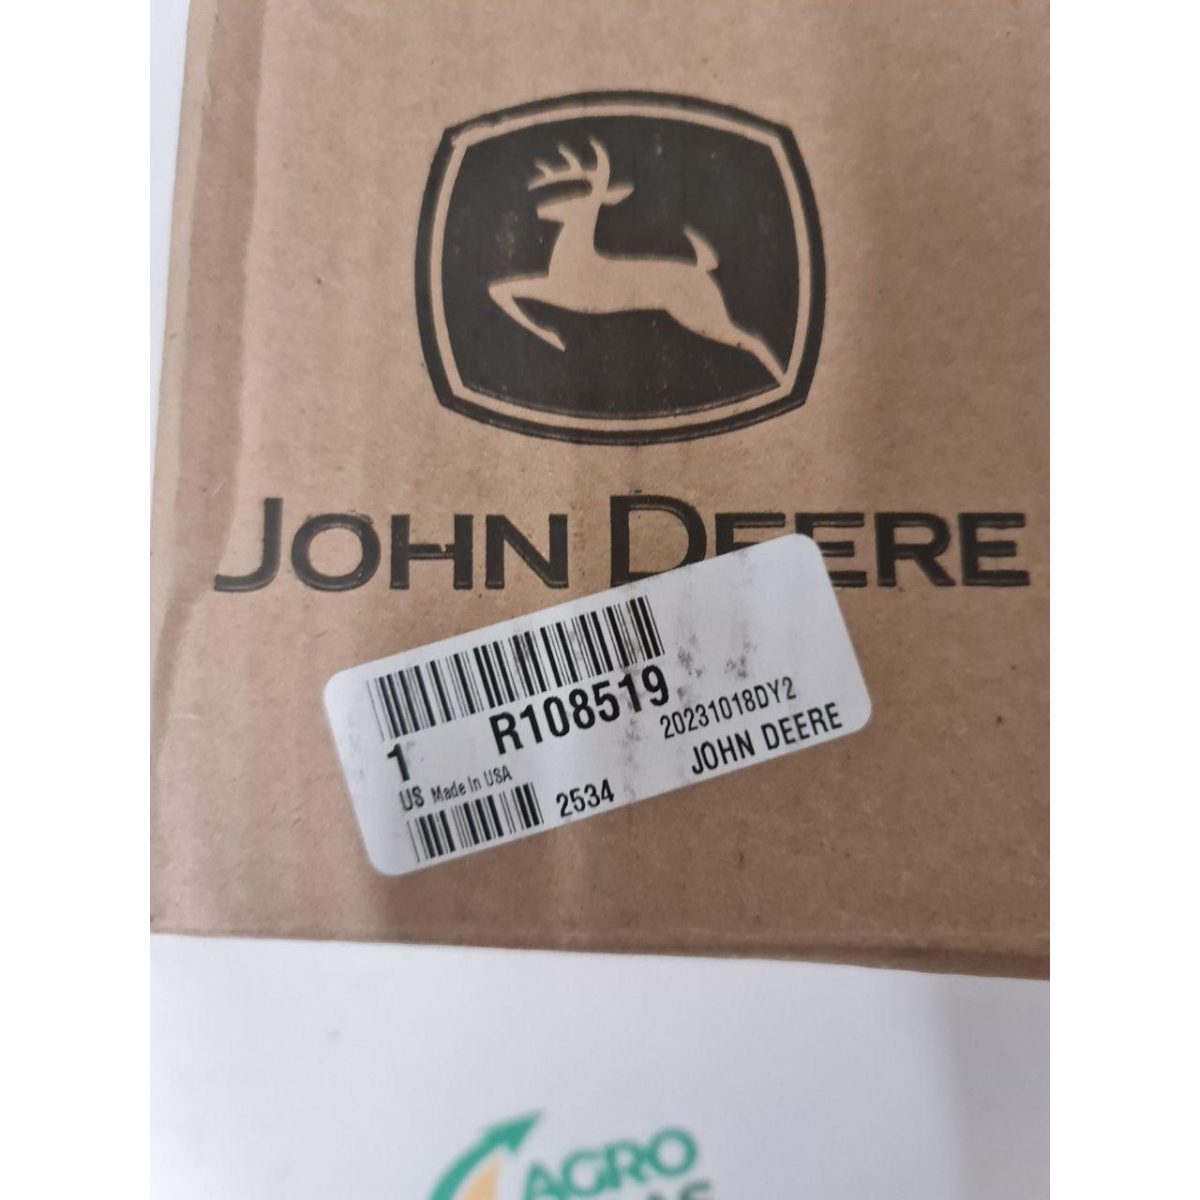 JOHN DEERE
R108519
1
20231018DY2
US Made In USA
JOHN DEERE
2534
AGRO